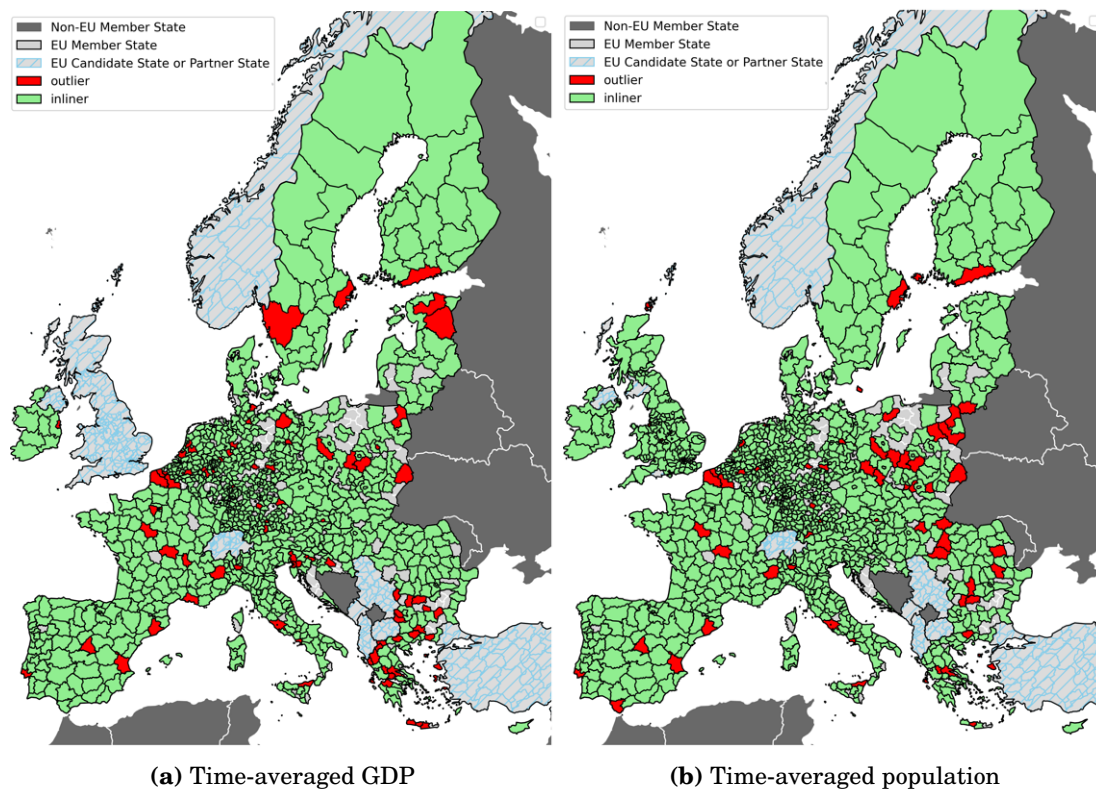 Non-EU Member State
EU Member State
EU Candidate State or Partner State
outlier
inliner
Non-EU Member State
EU Member State
EU Candidate State or Partner State
outlier
inliner
(a) Time-averaged GDP
(b) Time-averaged population